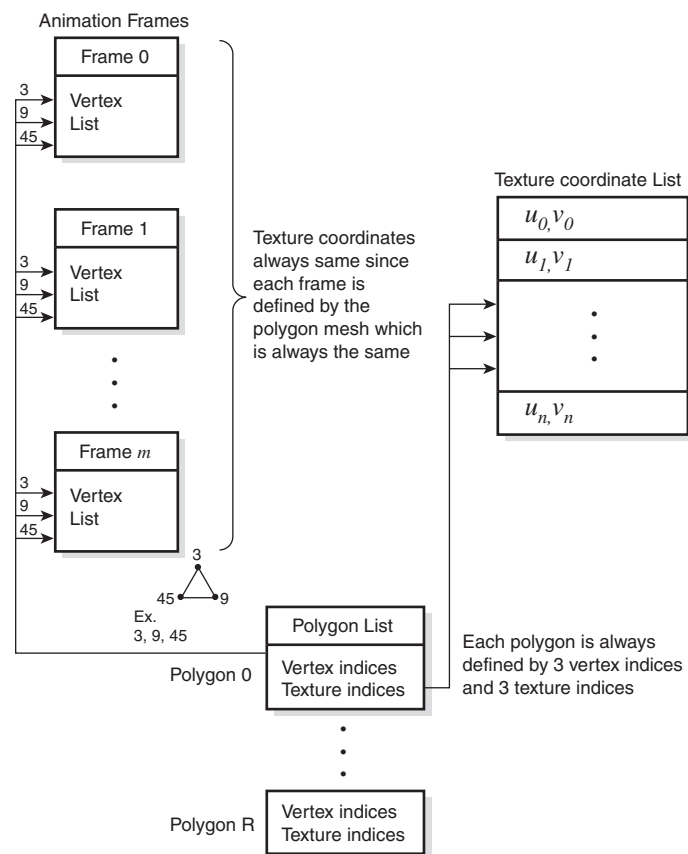 Animation Frames
Frame 0
3
9
45
Vertex
List
Frame 1
3
9
45
Vertex
List
Frame m
3
9
45
Vertex
List
Texture coordinates
always same since
each frame is
defined by the
polygon mesh which
is always the same
Texture coordinate List
u0,v0
u1,v1
un,vn
3
45
9
Ex.
3, 9, 45
Polygon 0
Polygon List
Vertex indices
Texture indices
Each polygon is always
defined by 3 vertex indices
and 3 texture indices
Polygon R
Vertex indices
Texture indices